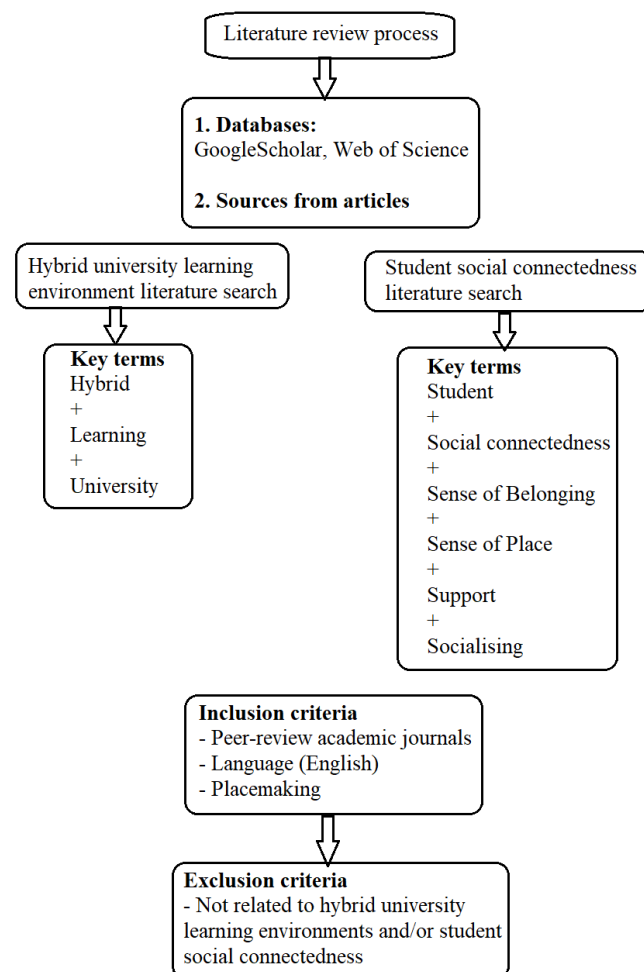 Literature review process
1. Databases:
GoogleScholar, Web of Science
2. Sources from articles
Hybrid university learning
environment literature search
Key terms
Hybrid
+
Learning
+
University
Student social connectedness
literature search
Key terms
Student
+
Social connectedness
+
Sense of Belonging
+
Sense of Place
+
Support
+
Socialising
Inclusion criteria
- Peer-review academic journals
- Language (English)
- Placemaking
Exclusion criteria
- Not related to hybrid university
learning environments and/or student
social connectedness